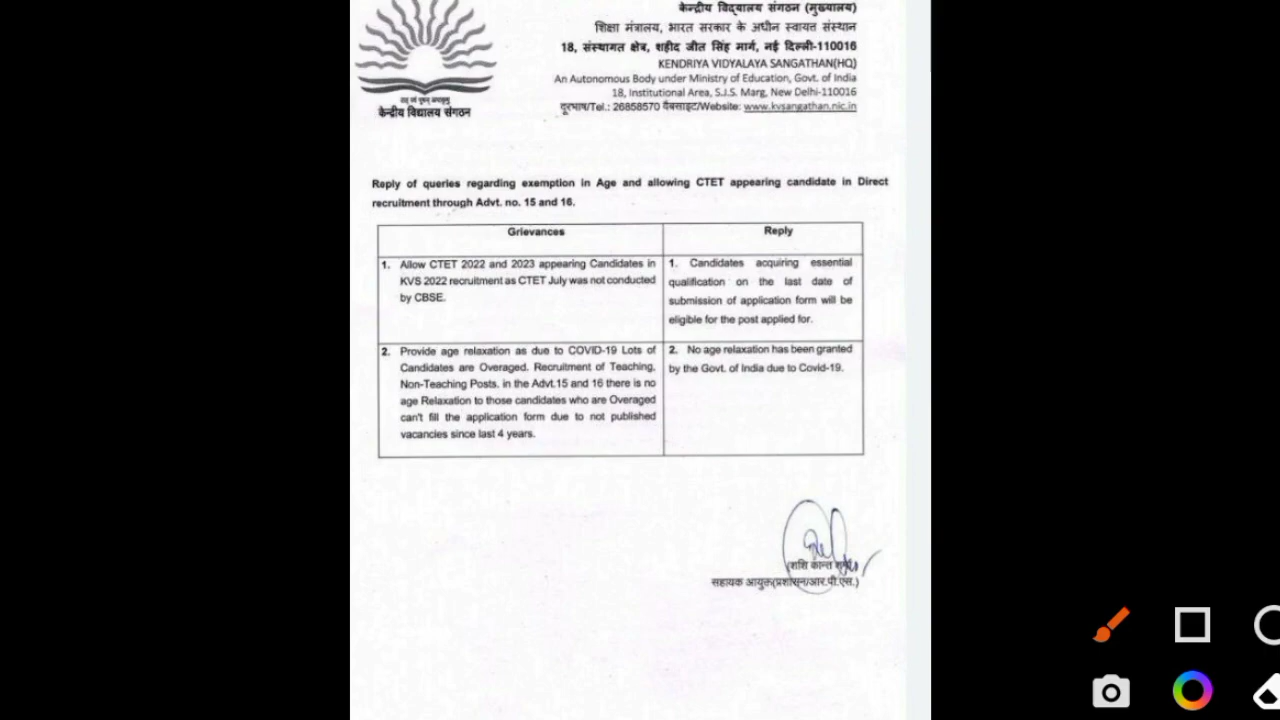 केन्द्रीय विद्यालय संगठन (मुख्यालय)
शिक्षा मंत्रालय, भारत सरकार के अधीन स्वायत संस्थान
18, संस्थागत क्षेत्र, शहीद जीत सिंह मार्ग, नई दिल्ली-110016
KENDRIYA VIDYALAYA SANGATHAN(HQ)
An Autonomous Body under Ministry of Education, Govt. of India
18, Institutional Area, S.J.S. Marg, New Delhi-110016
दूरभाष/Tel.: 26858570 वैबसाइट/Website: www.kvsangathan.nic.in
केन्द्रीय विद्यालय संगठन
Reply of queries regarding exemption in Age and allowing CTET appearing candidate in Direct
recruitment through Advt. no. 15 and 16.
Grievances
Reply
1. Allow CTET 2022 and 2023 appearing Candidates in
KVS 2022 recruitment as CTET July was not conducted
by CBSE.
1. Candidates acquiring essential
qualification on the last date of
submission of application form will be
eligible for the post applied for.
2. Provide age relaxation as due to COVID-19 Lots of
Candidates are Overaged. Recruitment of Teaching,
Non-Teaching Posts. in the Advt.15 and 16 there is no
age Relaxation to those candidates who are Overaged
can't fill the application form due to not published
vacancies since last 4 years.
2. No age relaxation has been granted
by the Govt. of India due to Covid-19.
(शशि कान्त
सहायक आयुक्त(प्रशासन/आर.पी.एस.)